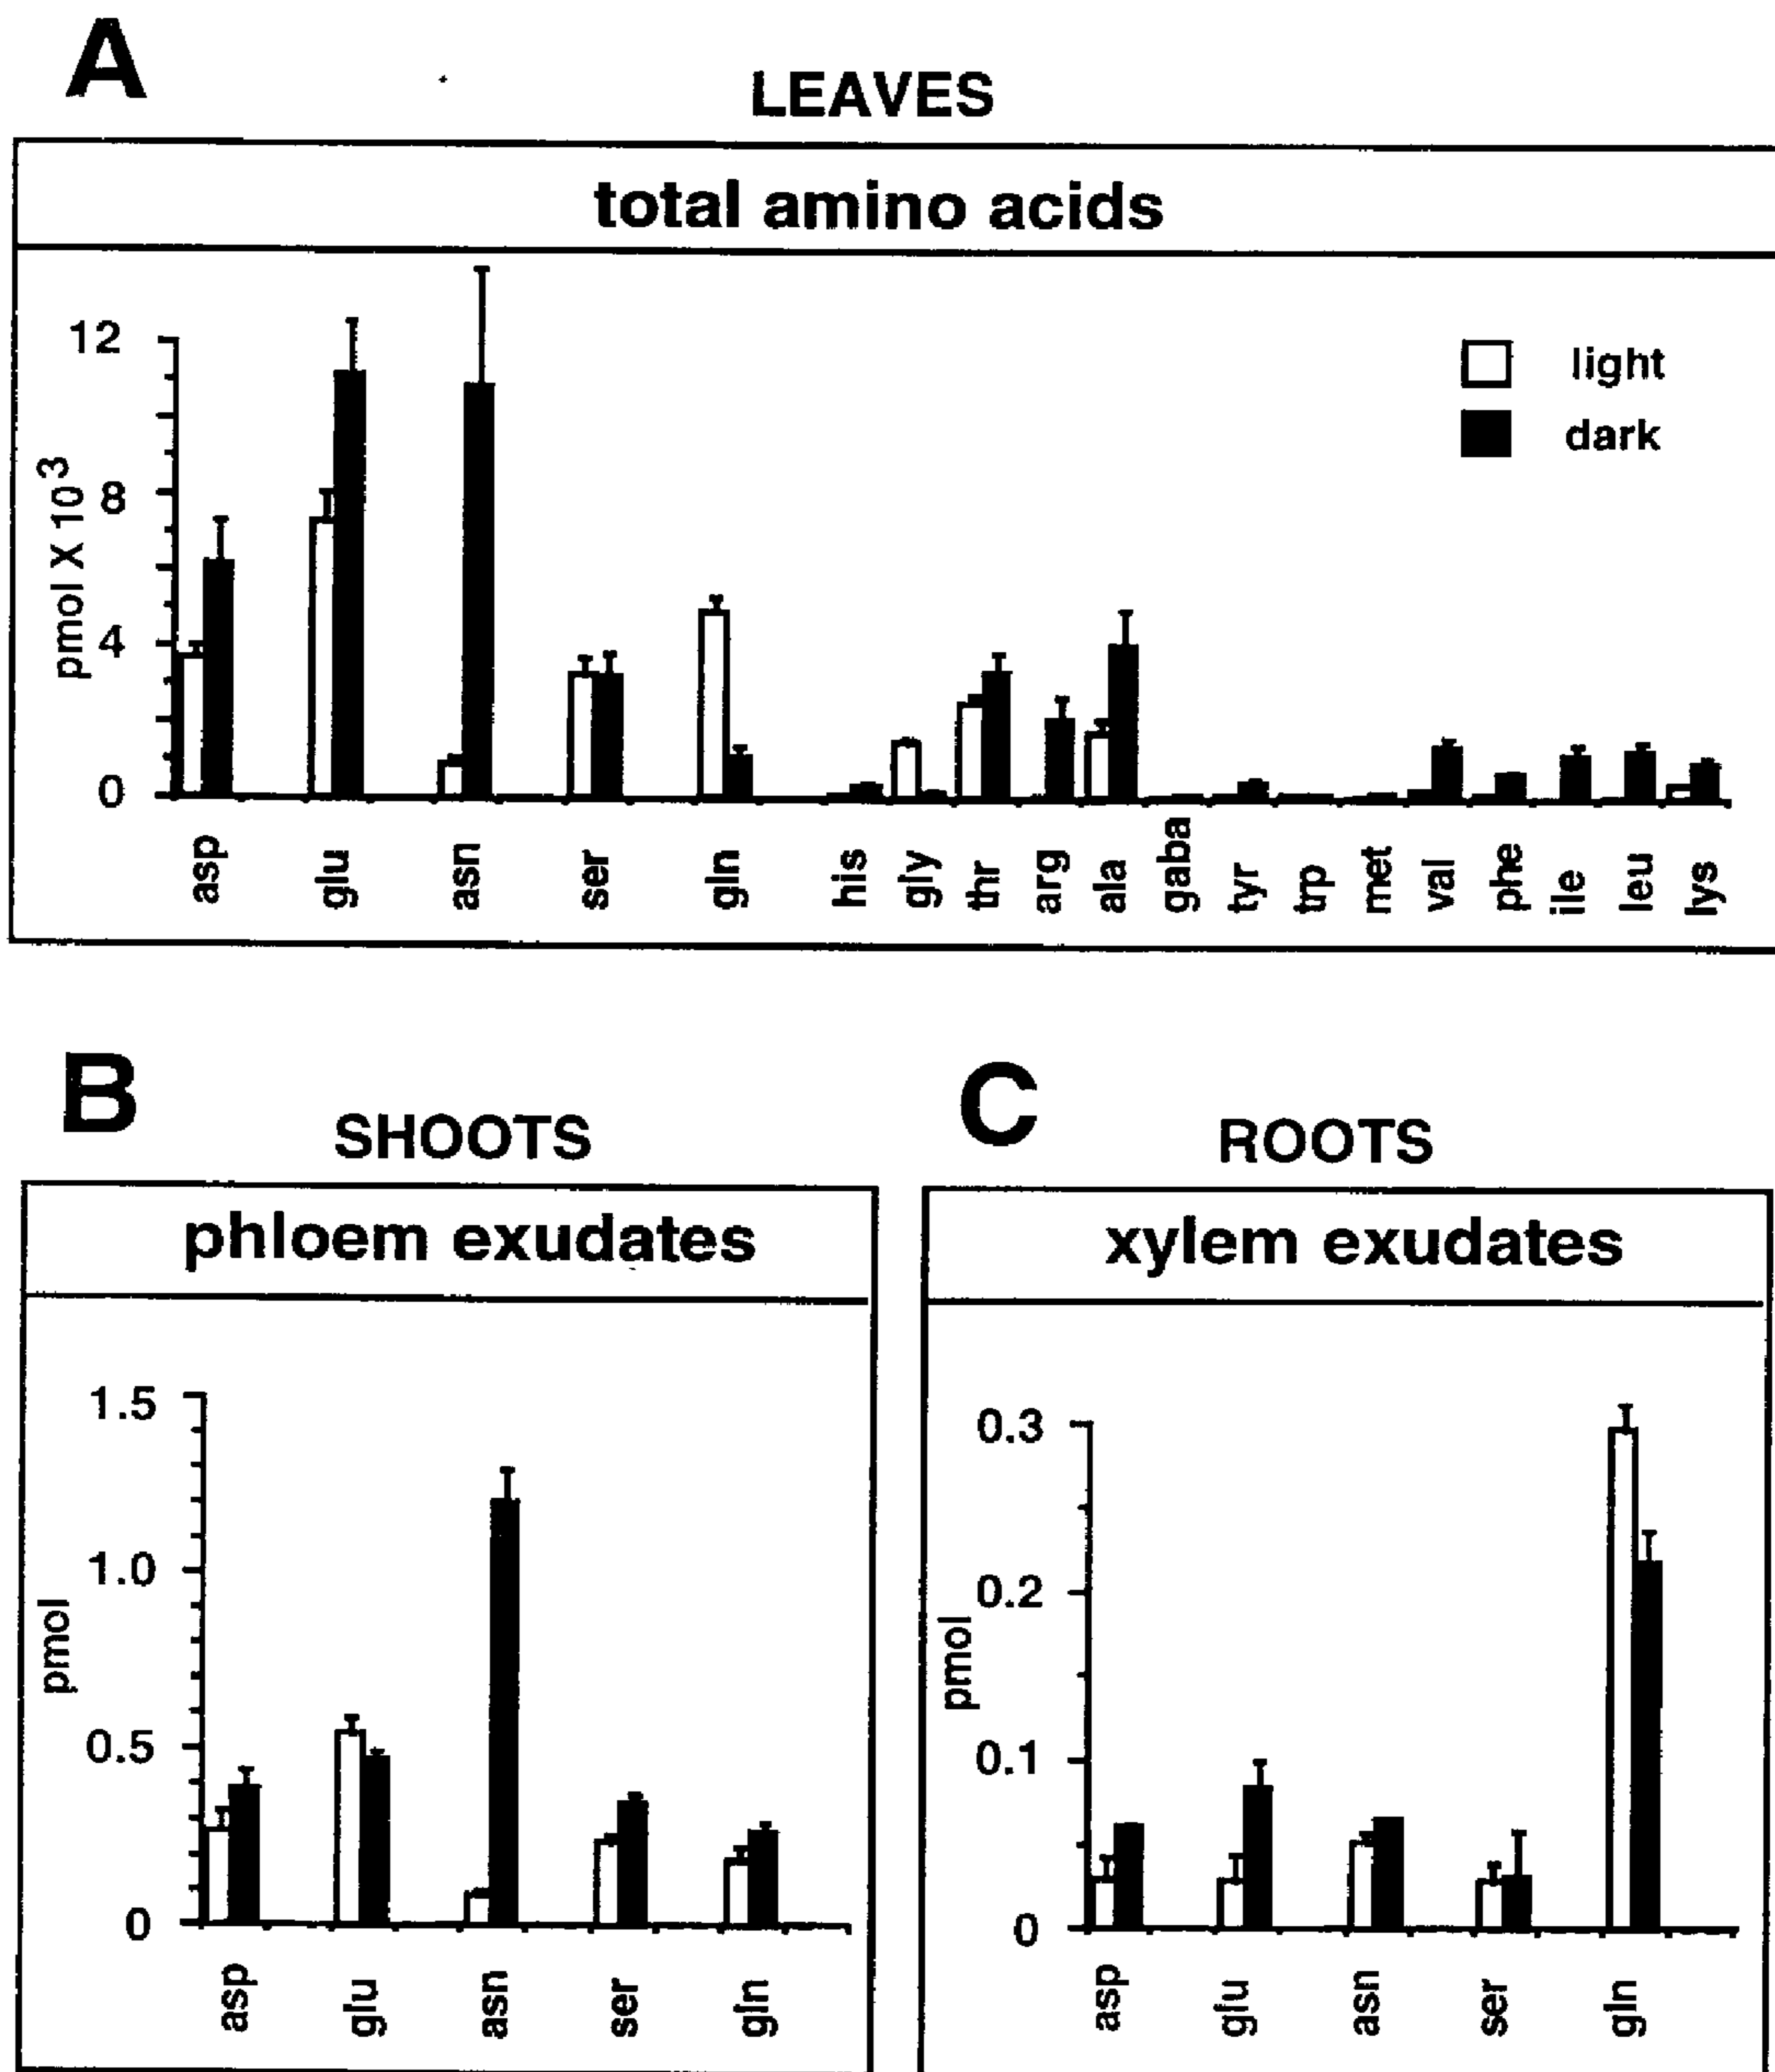 A
LEAVES
total amino acids
12
8
4
0
pmol X 10³
light
dark
asp
glu
asn
ser
gln
his
gly
thr
arg
ala
gaba
tyr
trp
met
val
phe
ile
leu
lys
B
SHOOTS
phloem exudates
1.5
1.0
0.5
0
pmol
asp
glu
asn
ser
gln
C
ROOTS
xylem exudates
0.3
0.2
0.1
0
pmol
asp
glu
asn
ser
gln